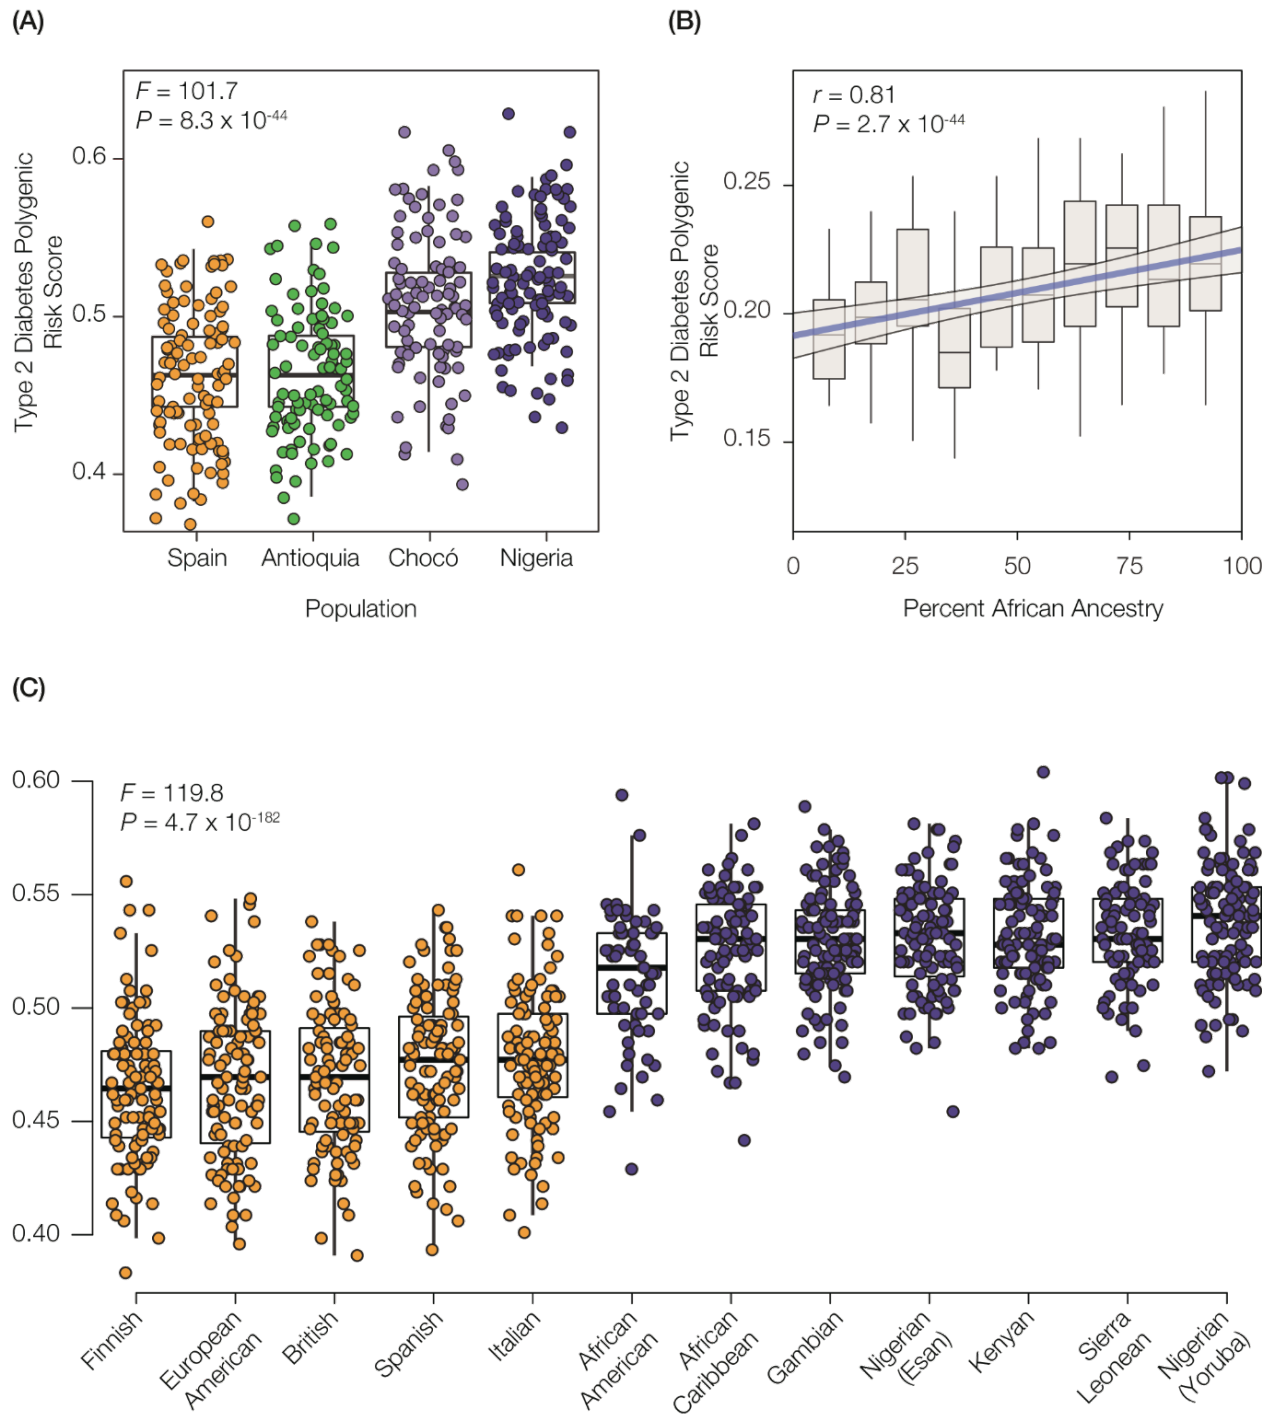 (A)
F = 101.7
P = 8.3 x 10⁻⁴⁴
Type 2 Diabetes Polygenic
Risk Score
0.6
0.5
0.4
Spain
Antioquia
Chocó
Nigeria
Population
(B)
r = 0.81
P = 2.7 x 10⁻⁴⁴
Type 2 Diabetes Polygenic
Risk Score
0.25
0.20
0.15
0
25
50
75
100
Percent African Ancestry
(C)
F = 119.8
P = 4.7 x 10⁻¹⁸²
0.60
0.55
0.50
0.45
0.40
Finnish
European
American
British
Spanish
Italian
African
American
African
Caribbean
Gambian
Nigerian
(Esan)
Kenyan
Sierra
Leonean
Nigerian
(Yoruba)